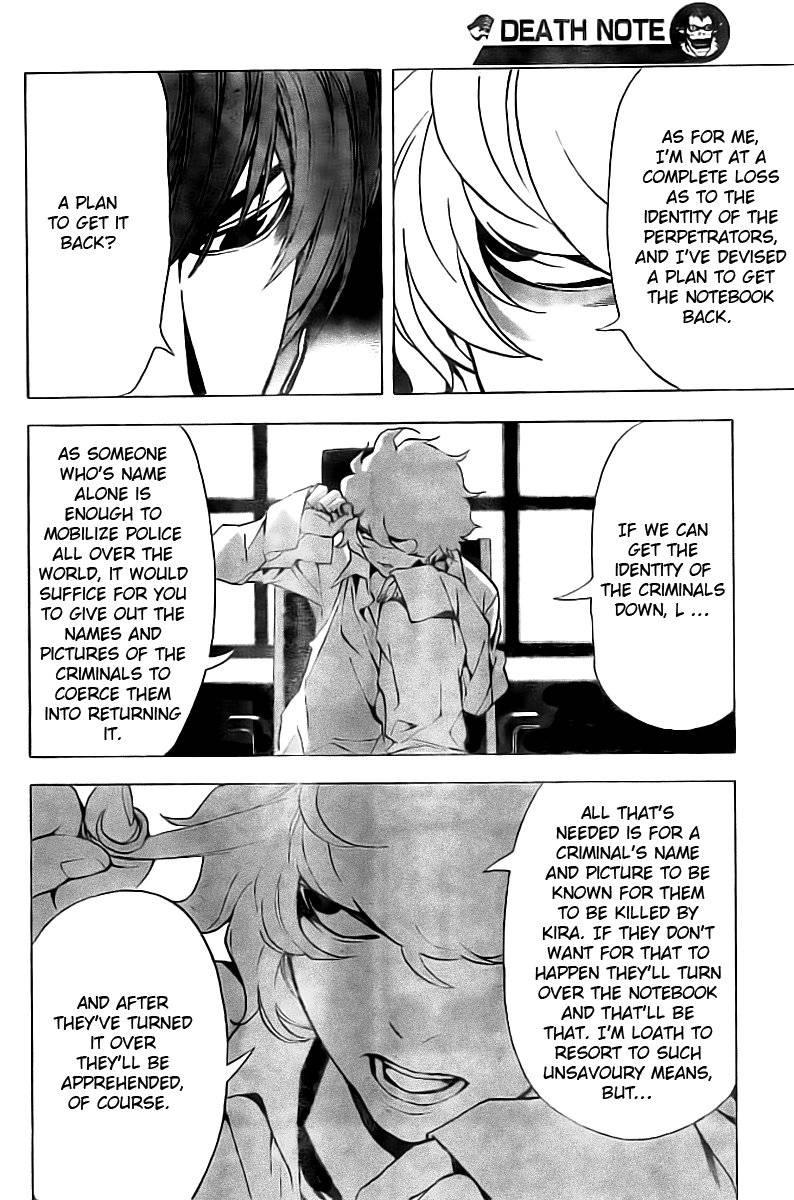 DEATH NOTE
AS FOR ME,
I'M NOT AT A
COMPLETE LOSS
AS TO THE
IDENTITY OF THE
PERPETRATORS,
AND I'VE DEVISED
A PLAN TO GET
THE NOTEBOOK
BACK.
A PLAN
TO GET IT
BACK?
IF WE CAN
GET THE
IDENTITY OF
THE CRIMINALS
DOWN, L ...
AS SOMEONE
WHO'S NAME
ALONE IS
ENOUGH TO
MOBILIZE POLICE
ALL OVER THE
WORLD, IT WOULD
SUFFICE FOR YOU
TO GIVE OUT THE
NAMES AND
PICTURES OF THE
CRIMINALS TO
COERCE THEM
INTO RETURNING
IT.
ALL THAT'S
NEEDED IS FOR A
CRIMINAL'S NAME
AND PICTURE TO BE
KNOWN FOR THEM
TO BE KILLED BY
KIRA. IF THEY DON'T
WANT FOR THAT TO
HAPPEN THEY'LL TURN
OVER THE NOTEBOOK
AND THAT'LL BE
THAT. I'M LOATH TO
RESORT TO SUCH
UNSAVOURY MEANS,
BUT...
AND AFTER
THEY'VE TURNED
IT OVER
THEY'LL BE
APPREHENDED,
OF COURSE.